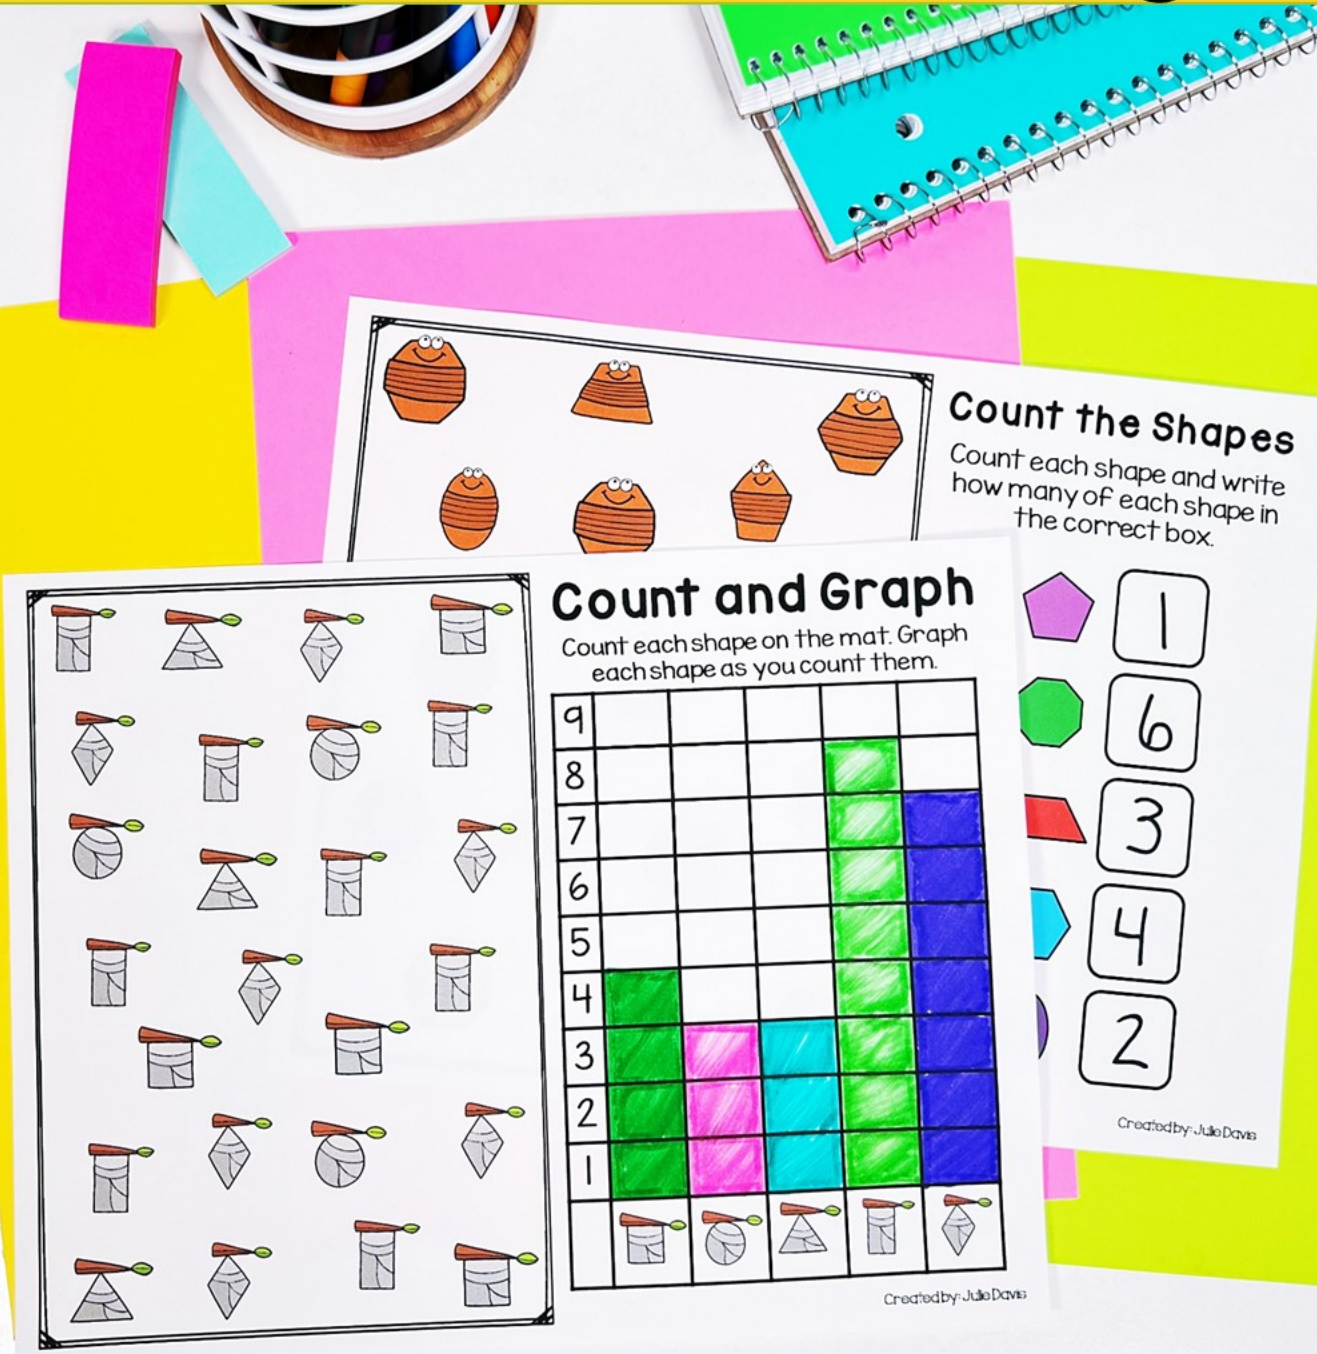 Count the Shapes
Count each shape and write
how many of each shape in
the correct box.
1
6
3
4
2
Created by: Julie Davis
Count and Graph
Count each shape on the mat. Graph
each shape as you count them.
9
8
7
6
5
4
3
2
1
Created by: Julie Davis